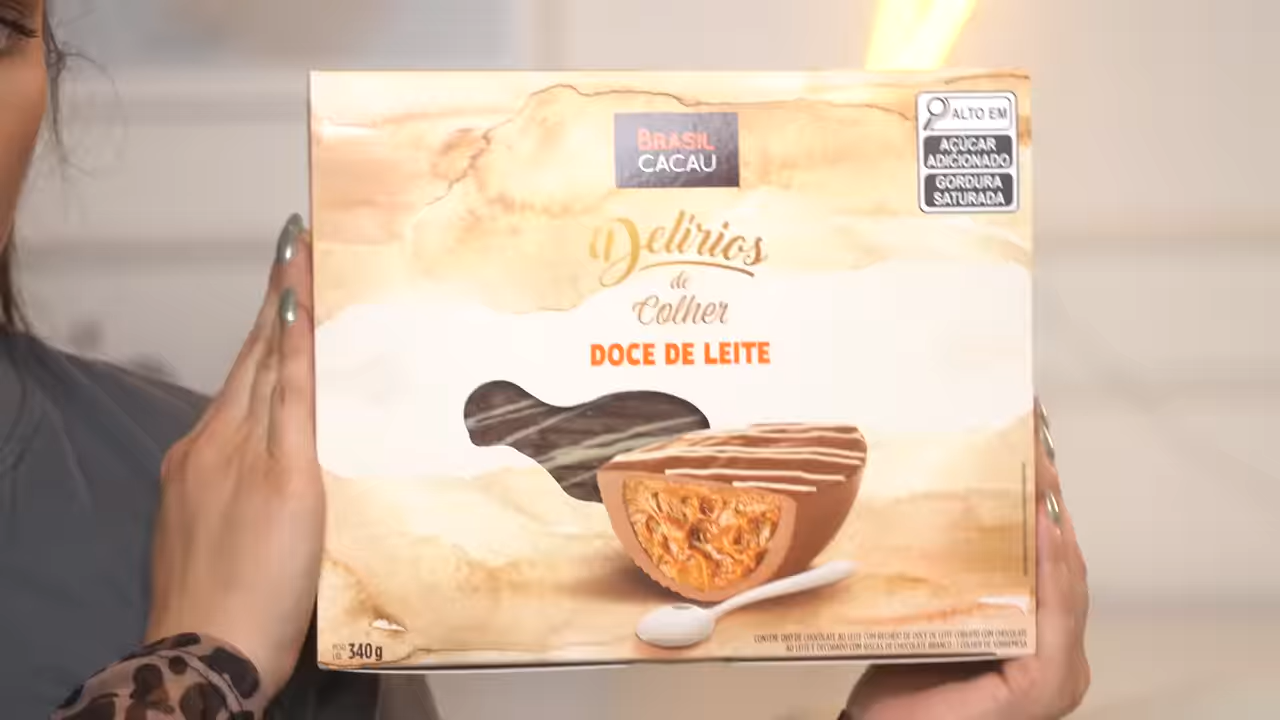 BRASIL
CACAU
ALTO EM
AÇÚCAR
ADICIONADO
GORDURA
SATURADA
Delírios
de
Colher
DOCE DE LEITE
CONTÉM: OVO DE CHOCOLATE AO LEITE COM RECHEIO DE DOCE DE LEITE COBERTO COM CHOCOLATE
AO LEITE E DECORADO COM RISCAS DE CHOCOLATE BRANCO. 1 COLHER DE SOBREMESA
340g